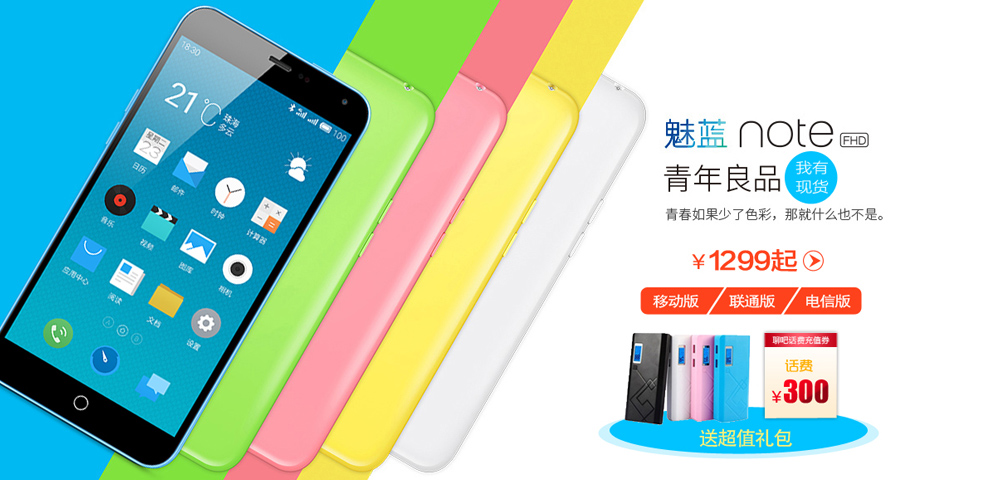 18:30
100
21℃
珠海
多云
星期二
23
日历
邮件
时钟
计算器
音乐
视频
图库
相机
应用中心
阅读
文档
设置
魅蓝 note FHD
青年良品
我有
现货
青春如果少了色彩，那就什么也不是。
¥1299起
移动版 / 联通版 / 电信版
聊吧话费充值券
话费
¥300
送超值礼包